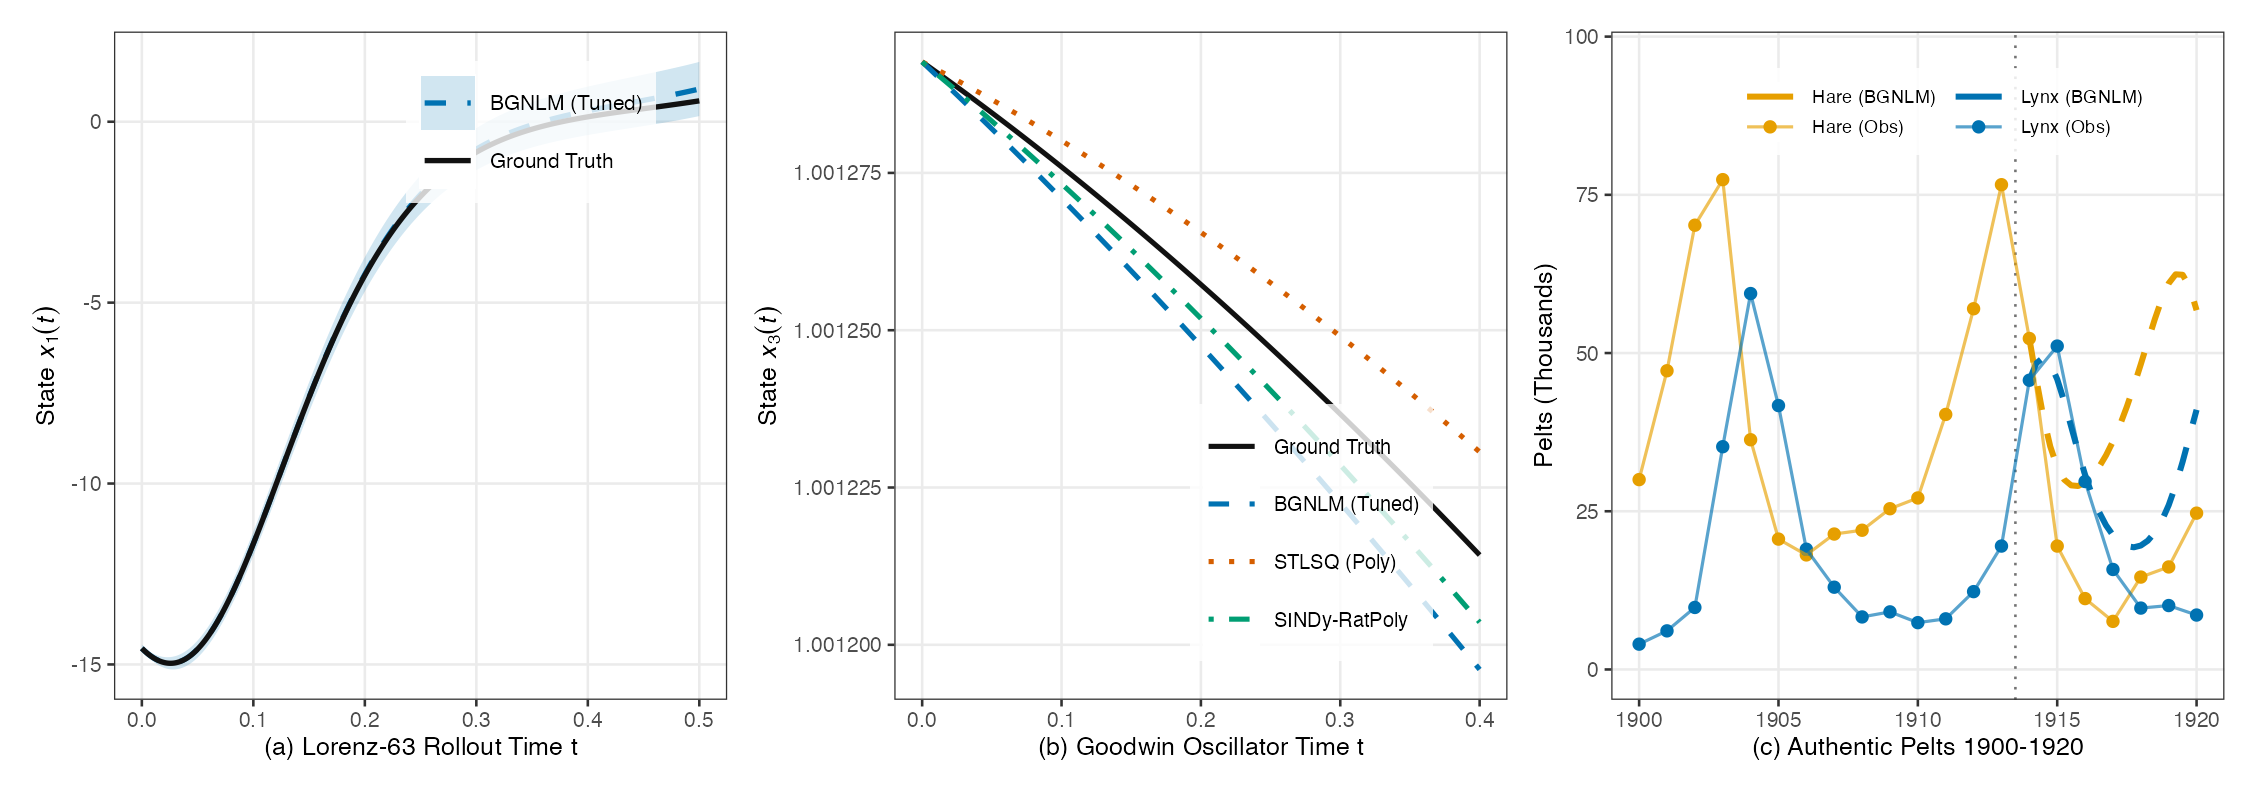 State x₁(t)
0
-5
-10
-15
BGNLM (Tuned)
Ground Truth
0.0 0.1 0.2 0.3 0.4 0.5
(a) Lorenz-63 Rollout Time t
State x₃(t)
1.001275
1.001250
1.001225
1.001200
Ground Truth
BGNLM (Tuned)
STLSQ (Poly)
SINDy-RatPoly
0.0 0.1 0.2 0.3 0.4
(b) Goodwin Oscillator Time t
Pelts (Thousands)
100
75
50
25
0
Hare (BGNLM) Lynx (BGNLM)
Hare (Obs) Lynx (Obs)
1900 1905 1910 1915 1920
(c) Authentic Pelts 1900-1920